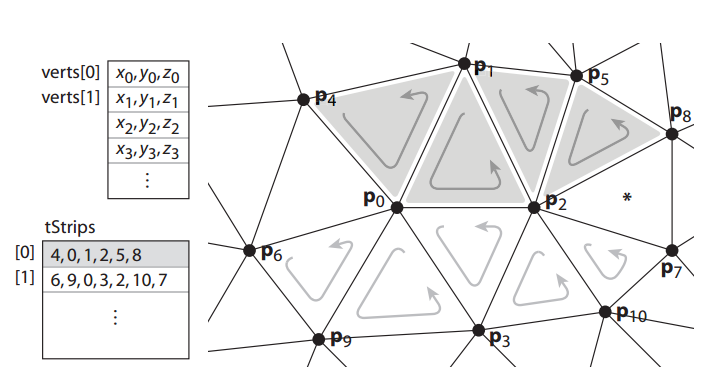 verts[0] x₀,y₀,z₀
verts[1] x₁,y₁,z₁
x₂,y₂,z₂
x₃,y₃,z₃
⋮
tStrips
[0] 4,0,1,2,5,8
[1] 6,9,0,3,2,10,7
⋮
p₁
p₅
p₄
p₈
p₀
p₂
*
p₆
p₇
p₁₀
p₉
p₃